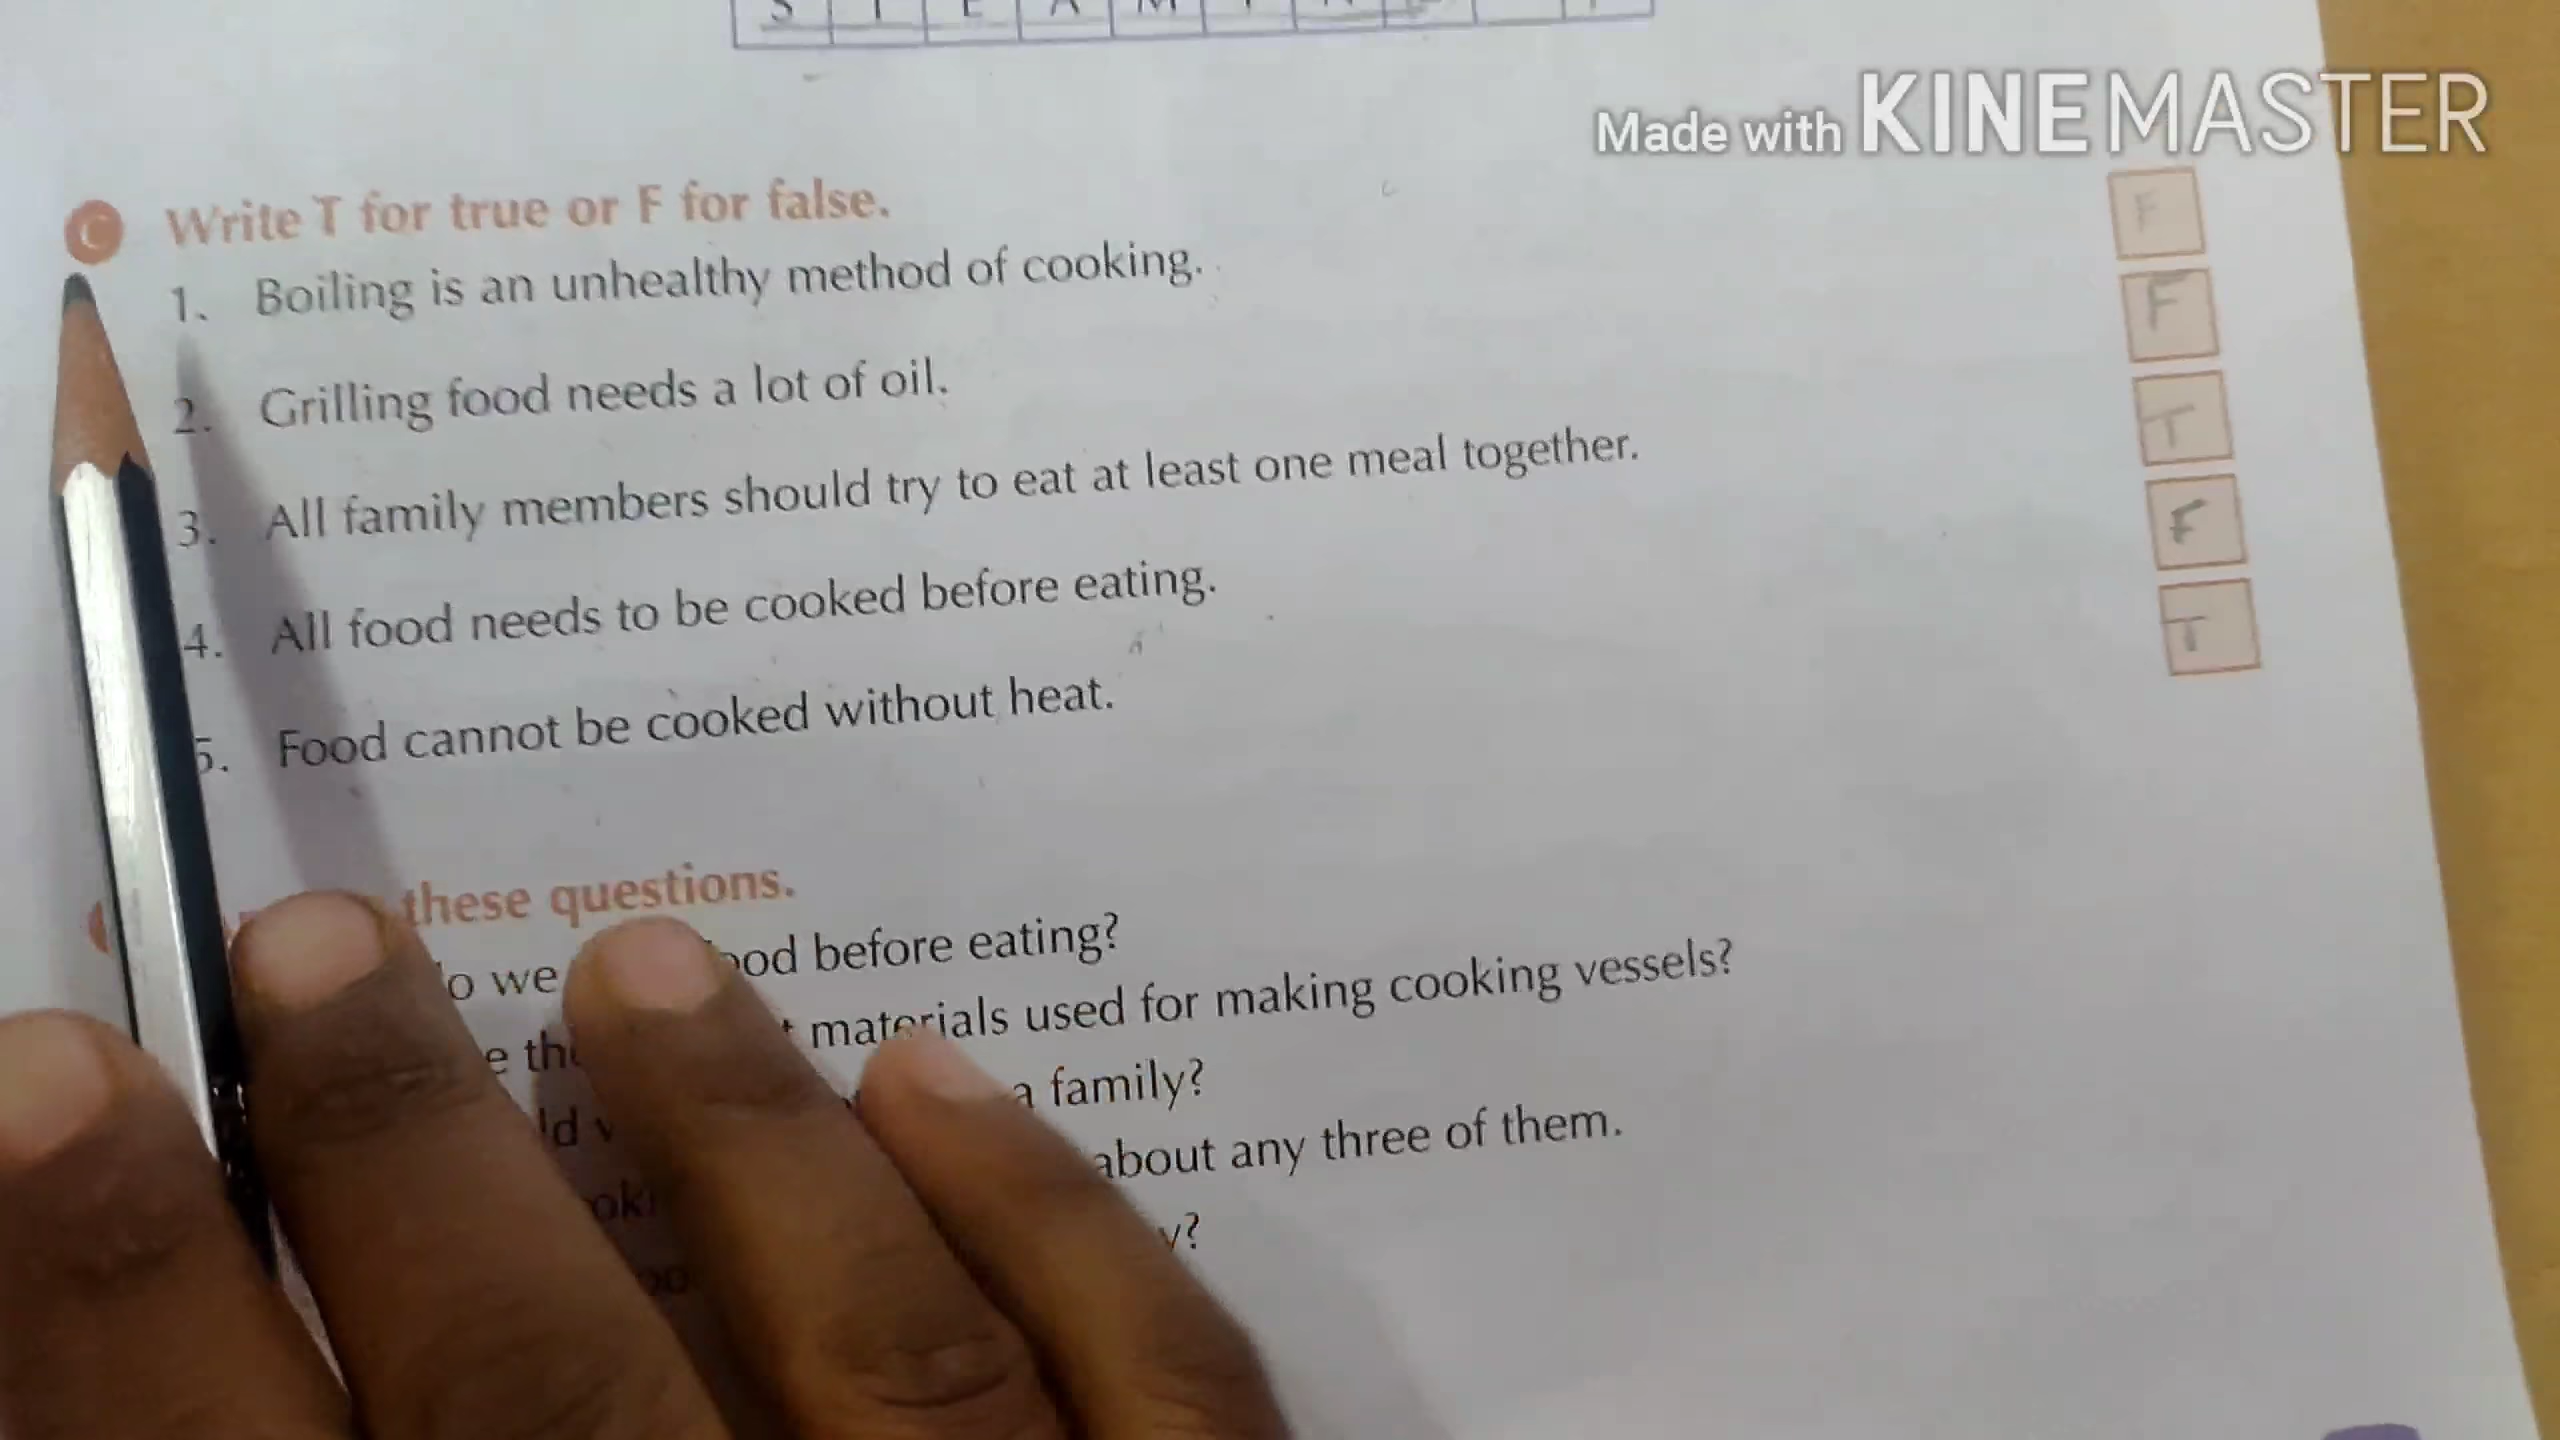 S T E A M I N
Made with KINEMASTER
C Write T for true or F for false.
1. Boiling is an unhealthy method of cooking. F
2. Grilling food needs a lot of oil. F
3. All family members should try to eat at least one meal together. T
4. All food needs to be cooked before eating. F
5. Food cannot be cooked without heat. T
these questions.
we before eating?
materials used for making cooking vessels?
a family?
about any three of them.